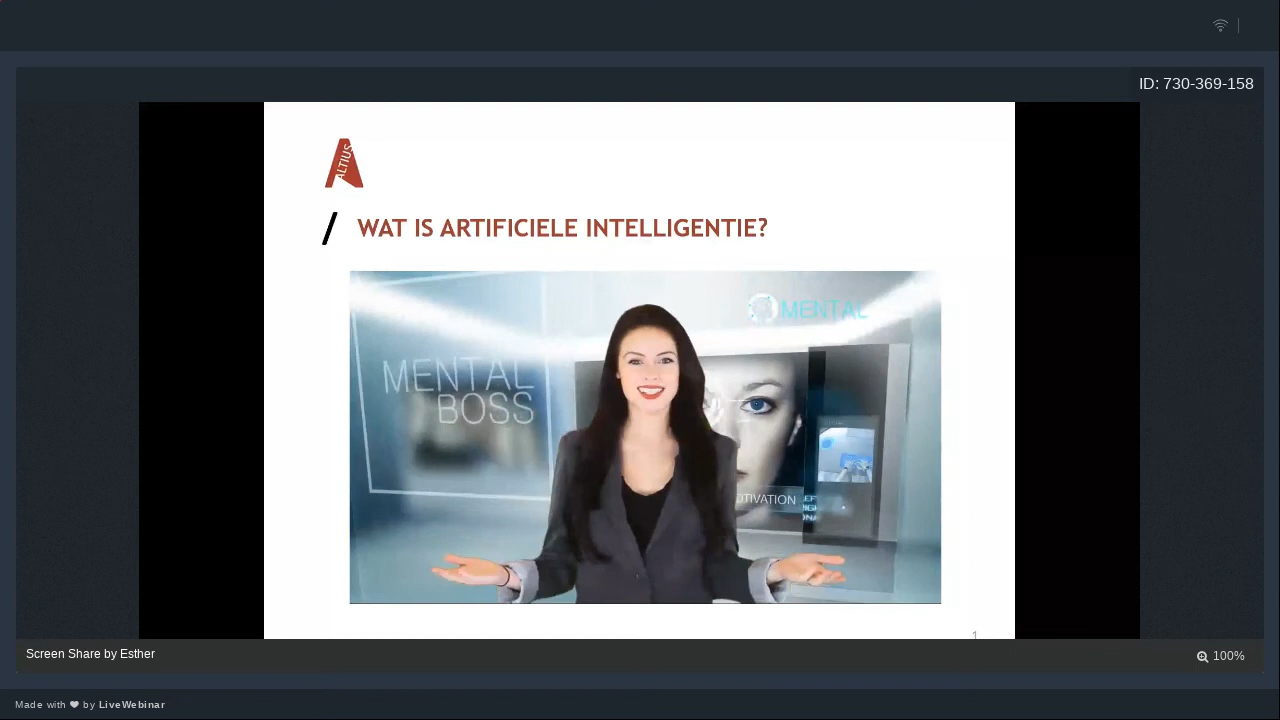 ID: 730-369-158
ALTIUS
/ WAT IS ARTIFICIELE INTELLIGENTIE?
MENTAL
MENTAL
BOSS
OTIVATION
1
Screen Share by Esther
100%
Made with ❤ by LiveWebinar